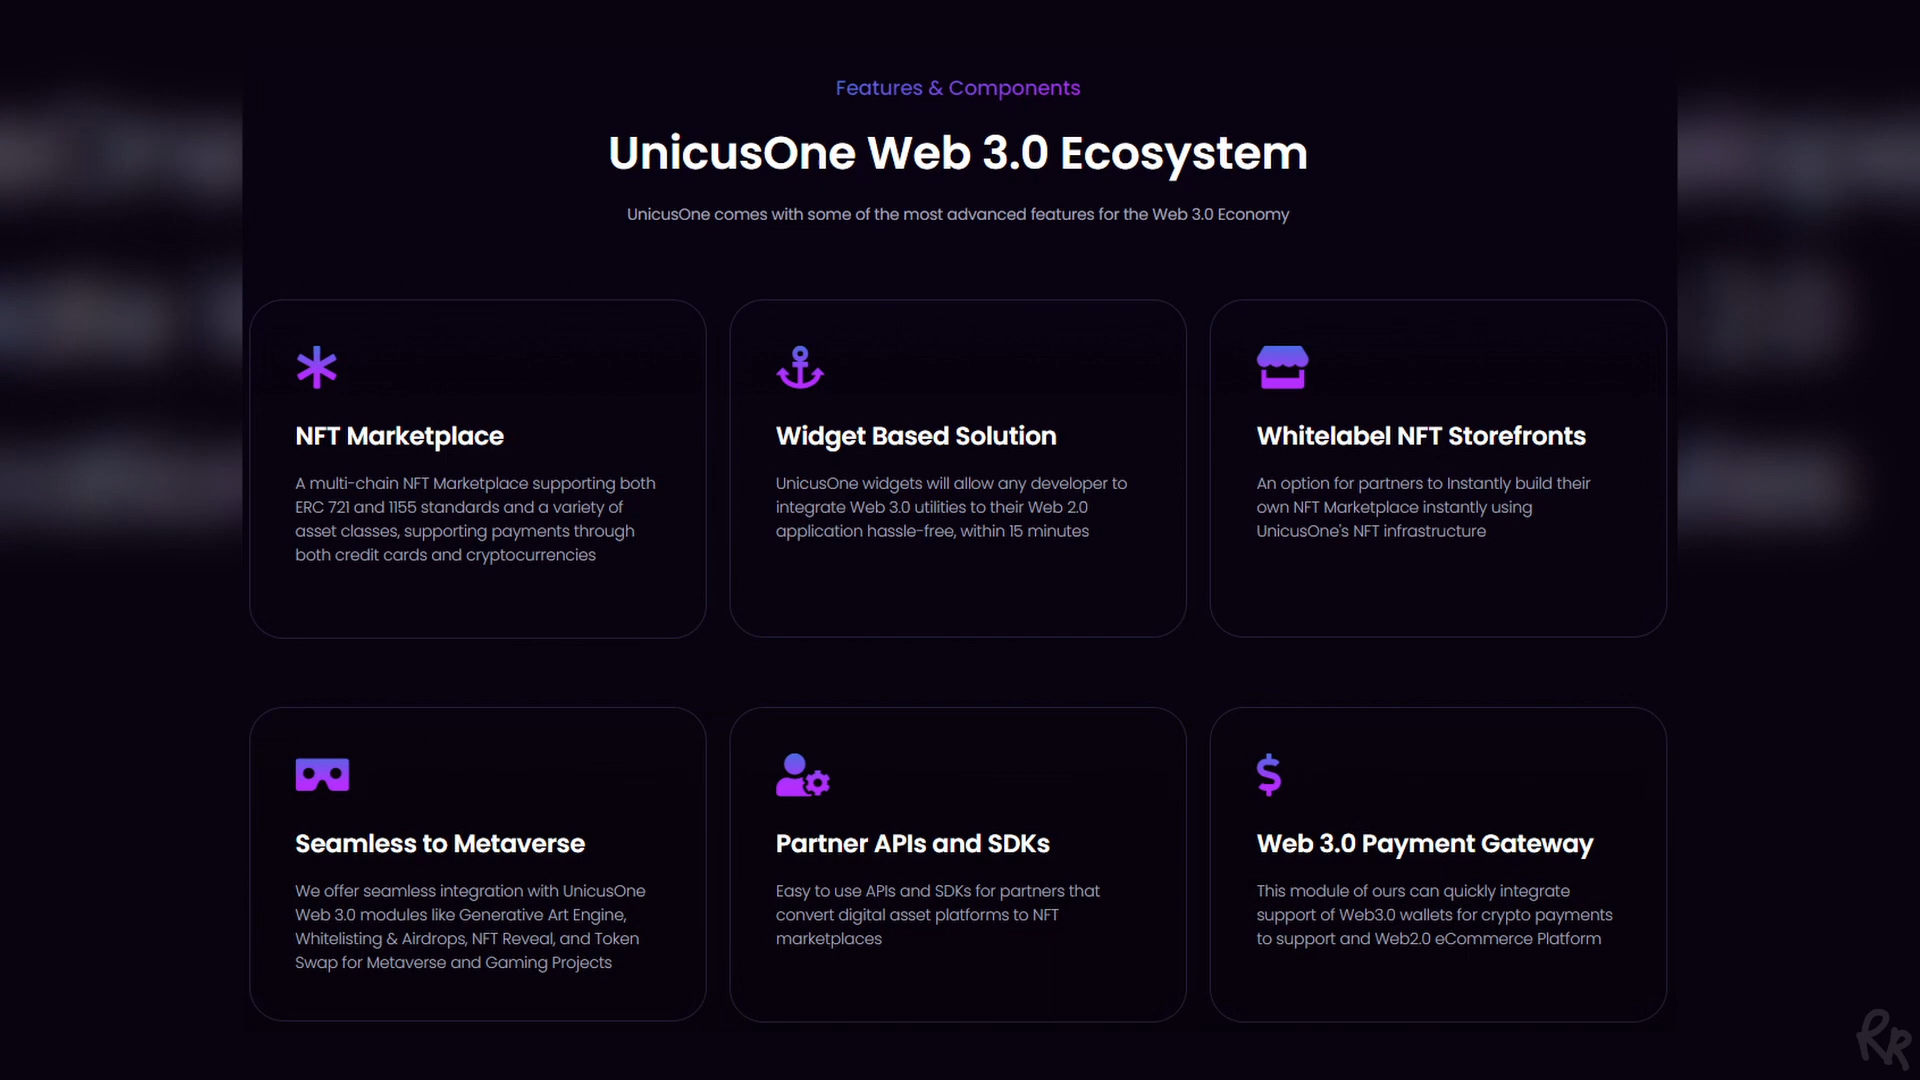 Features & Components
UnicusOne Web 3.0 Ecosystem
UnicusOne comes with some of the most advanced features for the Web 3.0 Economy
NFT Marketplace
A multi-chain NFT Marketplace supporting both
ERC 721 and 1155 standards and a variety of
asset classes, supporting payments through
both credit cards and cryptocurrencies
Widget Based Solution
UnicusOne widgets will allow any developer to
integrate Web 3.0 utilities to their Web 2.0
application hassle-free, within 15 minutes
Whitelabel NFT Storefronts
An option for partners to Instantly build their
own NFT Marketplace instantly using
UnicusOne's NFT infrastructure
Seamless to Metaverse
We offer seamless integration with UnicusOne
Web 3.0 modules like Generative Art Engine,
Whitelisting & Airdrops, NFT Reveal, and Token
Swap for Metaverse and Gaming Projects
Partner APIs and SDKs
Easy to use APIs and SDKs for partners that
convert digital asset platforms to NFT
marketplaces
Web 3.0 Payment Gateway
This module of ours can quickly integrate
support of Web3.0 wallets for crypto payments
to support and Web2.0 eCommerce Platform
RR